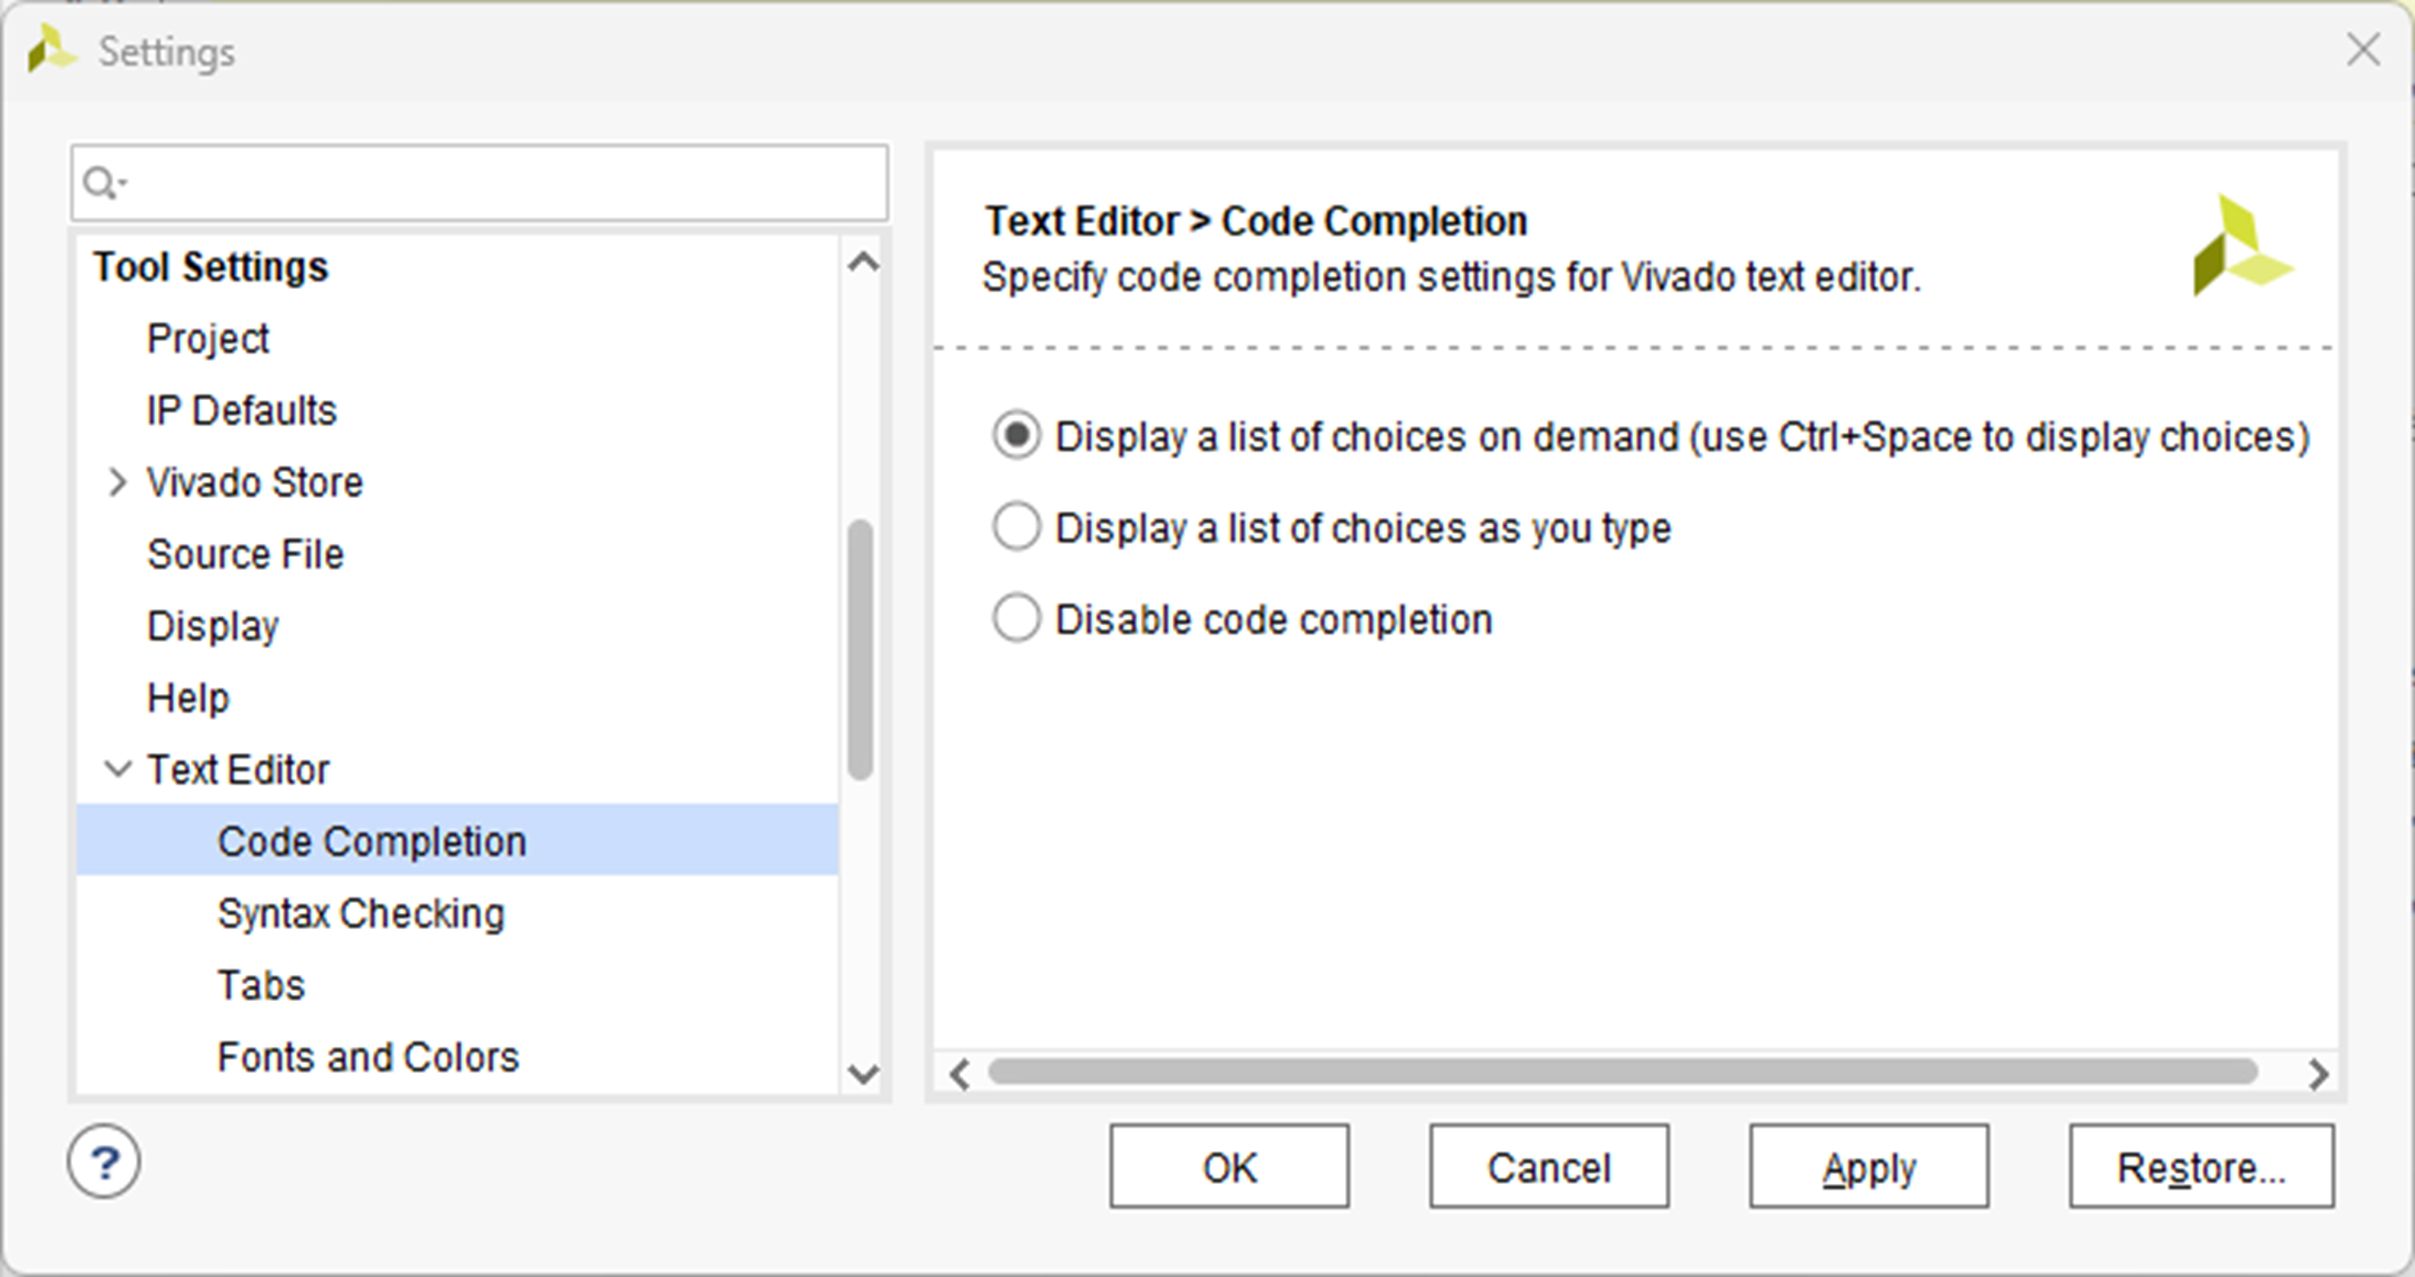 Settings
Tool Settings
Project
IP Defaults
Vivado Store
Source File
Display
Help
Text Editor
Code Completion
Syntax Checking
Tabs
Fonts and Colors
Text Editor > Code Completion
Specify code completion settings for Vivado text editor.
Display a list of choices on demand (use Ctrl+Space to display choices)
Display a list of choices as you type
Disable code completion
?
OK
Cancel
Apply
Restore...